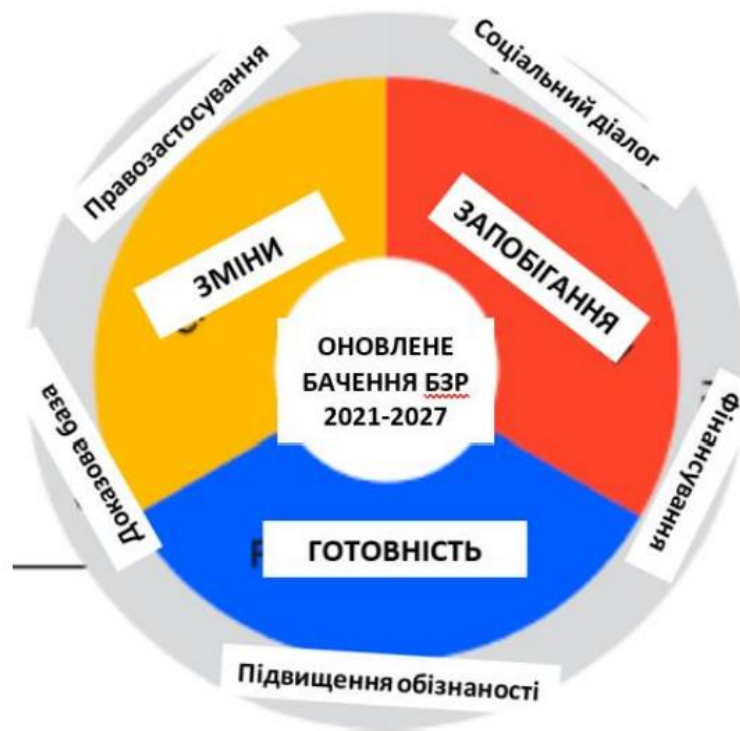 Правозастосування
Соціальний діалог
ЗМІНИ
ЗАПОБІГАННЯ
ОНОВЛЕНЕ
БАЧЕННЯ БЗР
2021-2027
Доказова база
Фінансування
ГОТОВНІСТЬ
Підвищення обізнаності